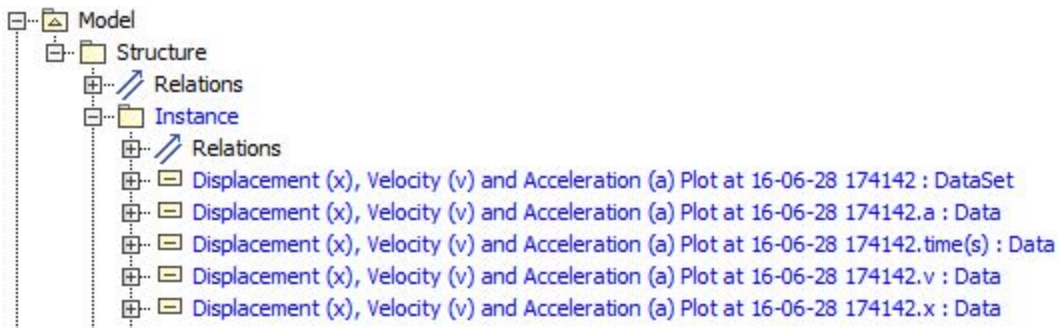 Model
Structure
Relations
Instance
Relations
Displacement (x), Velocity (v) and Acceleration (a) Plot at 16-06-28 174142 : DataSet
Displacement (x), Velocity (v) and Acceleration (a) Plot at 16-06-28 174142.a : Data
Displacement (x), Velocity (v) and Acceleration (a) Plot at 16-06-28 174142.time(s) : Data
Displacement (x), Velocity (v) and Acceleration (a) Plot at 16-06-28 174142.v : Data
Displacement (x), Velocity (v) and Acceleration (a) Plot at 16-06-28 174142.x : Data